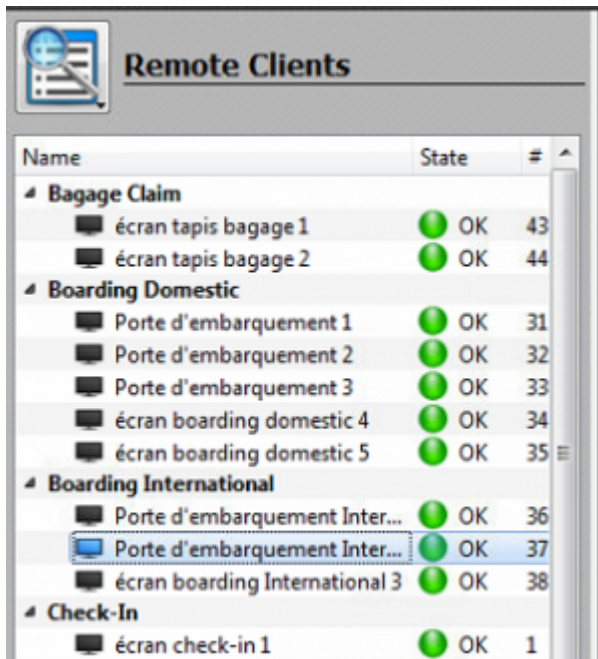 Remote Clients
Name State #
Bagage Claim
écran tapis bagage 1 OK 43
écran tapis bagage 2 OK 44
Boarding Domestic
Porte d'embarquement 1 OK 31
Porte d'embarquement 2 OK 32
Porte d'embarquement 3 OK 33
écran boarding domestic 4 OK 34
écran boarding domestic 5 OK 35
Boarding International
Porte d'embarquement Inter... OK 36
Porte d'embarquement Inter... OK 37
écran boarding International 3 OK 38
Check-In
écran check-in 1 OK 1